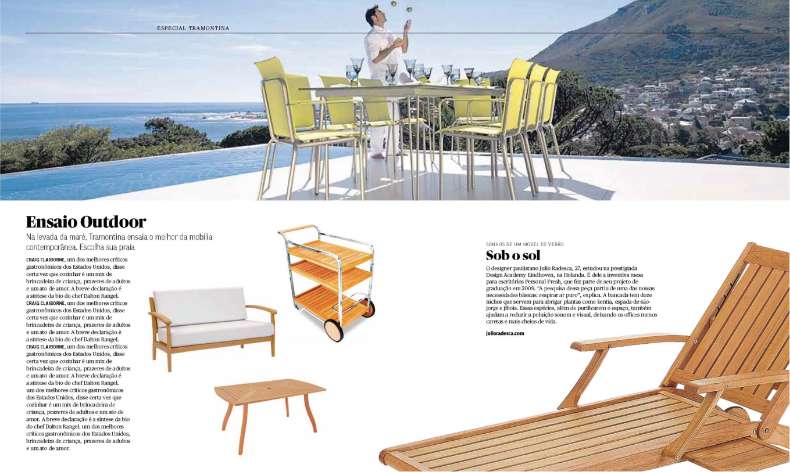 ESPECIAL TRAMONTINA
Ensaio Outdoor
Na levada da maré, Tramontina ensaia o melhor da mobília
contemporânea. Escolha sua praia
CRAIG CLAIBORNE, um dos melhores críticos
gastronômicos dos Estados Unidos, disse
certa vez que cozinhar é um mix de
brincadeira de criança, prazeres de adultos
e um ato de amor. A breve declaração é
a síntese da bio do chef Dalton Rangel.
CRAIG CLAIBORNE, um dos melhores críticos
gastronômicos dos Estados Unidos, disse
certa vez que cozinhar é um mix de
brincadeira de criança, prazeres de adultos
e um ato de amor. A breve declaração é
a síntese da bio do chef Dalton Rangel.
CRAIG CLAIBORNE, um dos melhores críticos
gastronômicos dos Estados Unidos, disse
certa vez que cozinhar é um mix de
brincadeira de criança, prazeres de adultos
e um ato de amor. A breve declaração é
a síntese da bio do chef Dalton Rangel.
um dos melhores críticos gastronômicos
dos Estados Unidos, disse certa vez que
cozinhar é um mix de brincadeira de
criança, prazeres de adultos e um ato de
amor. A breve declaração é a síntese da bio
do chef Dalton Rangel. um dos melhores
críticos gastronômicos dos Estados Unidos,
brincadeira de criança, prazeres de adultos
e um ato de amor.
SONHOS DE UM MÓVEL DE VERÃO
Sob o sol
O designer paulistano Julio Radesca, 27, estudou na prestigiada
Design Academy Eindhoven, na Holanda. É dele a inventiva mesa
para escritórios Personal Fresh, que fez parte de seu projeto de
graduação em 2009. "A pesquisa dessa peça partiu de uma das nossas
necessidades básicas: respirar ar puro", explica. A bancada tem doze
nichos que servem para abrigar plantas como tostia, espada-de-são-
jorge e jiboia. Essas espécies, além de purificarem o espaço, também
ajudam a reduzir a poluição sonora e visual, deixando os offices menos
caretas e mais cheios de vida.
julioradesca.com